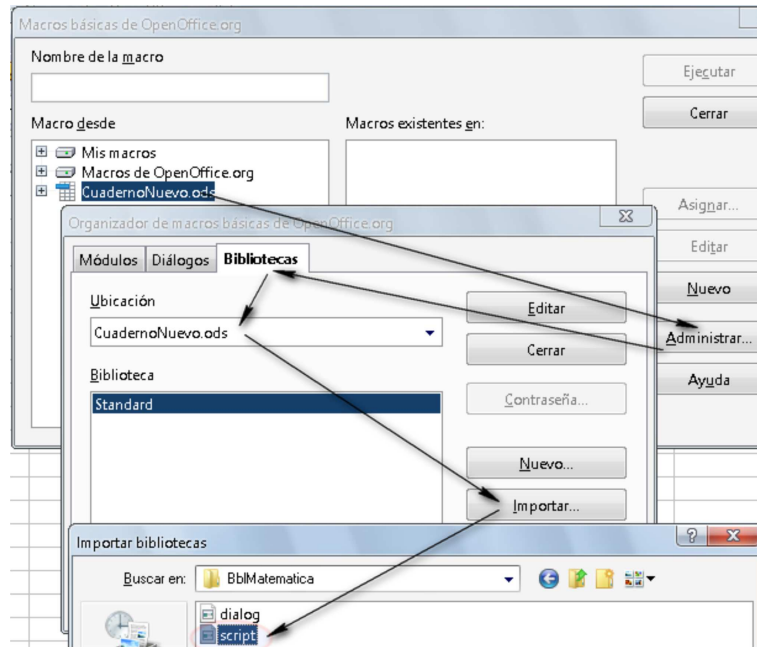 Macros básicas de OpenOffice.org
Nombre de la macro
Ejecutar
Cerrar
Macro desde
Macros existentes en:
Mis macros
Macros de OpenOffice.org
CuadernoNuevo.ods
Asignar...
Editar
Nuevo
Administrar...
Ayuda
Organizador de macros básicas de OpenOffice.org
Módulos Diálogos Bibliotecas
Ubicación
CuadernoNuevo.ods
Editar
Cerrar
Biblioteca
Standard
Contraseña...
Nuevo...
Importar...
Importar bibliotecas
Buscar en: BblMatematica
dialog
script